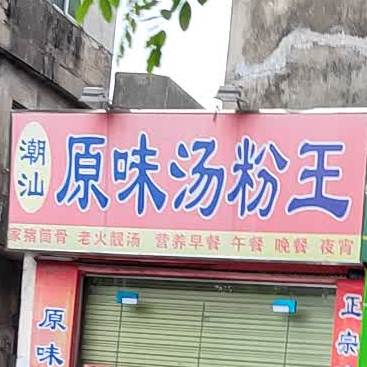 潮汕
原味汤粉王
家猪筒骨 老火靓汤 营养早餐 午餐 晚餐 夜宵
原味
正宗